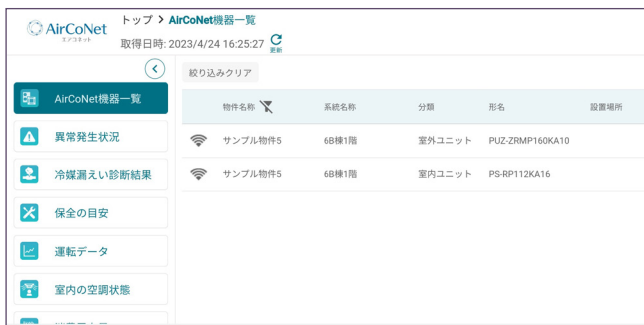 AirCoNet
エアコネット
トップ > AirCoNet機器一覧
取得日時: 2023/4/24 16:25:27 更新
AirCoNet機器一覧
異常発生状況
冷媒漏えい診断結果
保全の目安
運転データ
室内の空調状態
絞り込みクリア
物件名称 系統名称 分類 形名 設置場所
サンプル物件5 6B棟1階 室外ユニット PUZ-ZRMP160KA10
サンプル物件5 6B棟1階 室内ユニット PS-RP112KA16